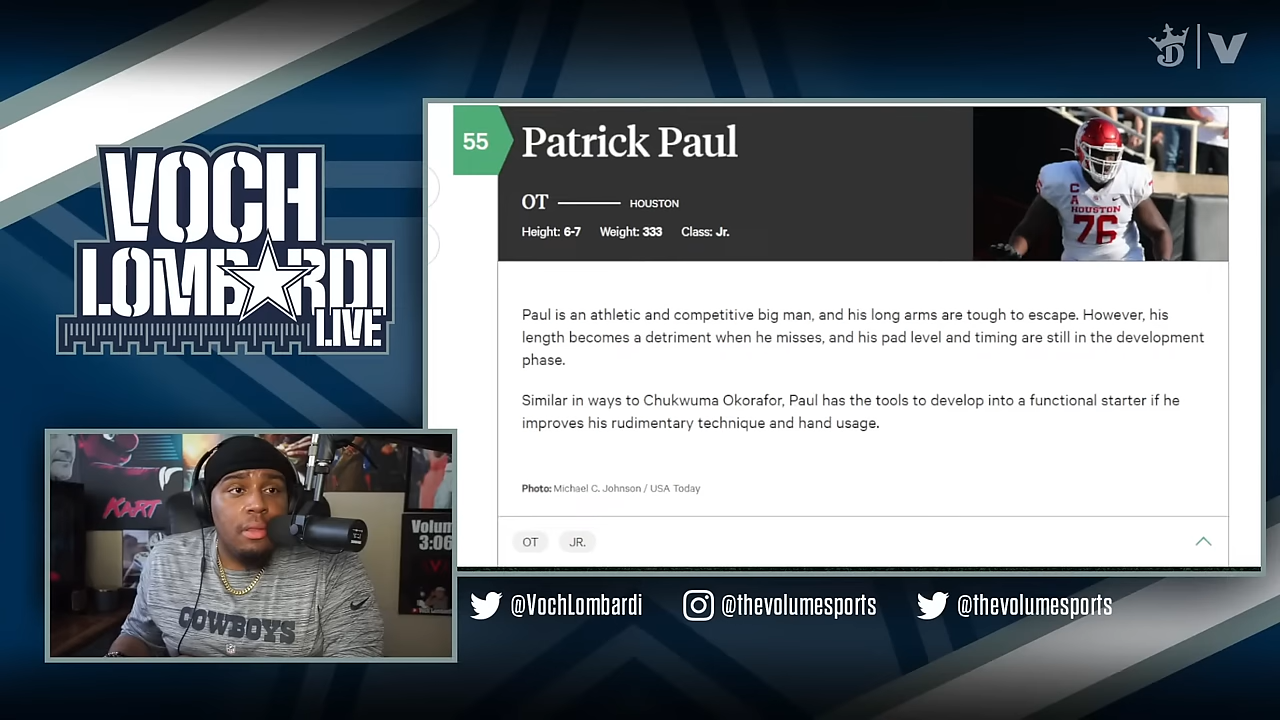 D V
VOCH
LOMBARDI
LIVE
55
Patrick Paul
OT HOUSTON
Height: 6-7 Weight: 333 Class: Jr.
C
A
HOUSTON
76
Paul is an athletic and competitive big man, and his long arms are tough to escape. However, his
length becomes a detriment when he misses, and his pad level and timing are still in the development
phase.
Similar in ways to Chukwuma Okorafor, Paul has the tools to develop into a functional starter if he
improves his rudimentary technique and hand usage.
Photo: Michael C. Johnson / USA Today
OT JR.
KART
Volum
3:06
COWBOYS
@VochLombardi @thevolumesports @thevolumesports